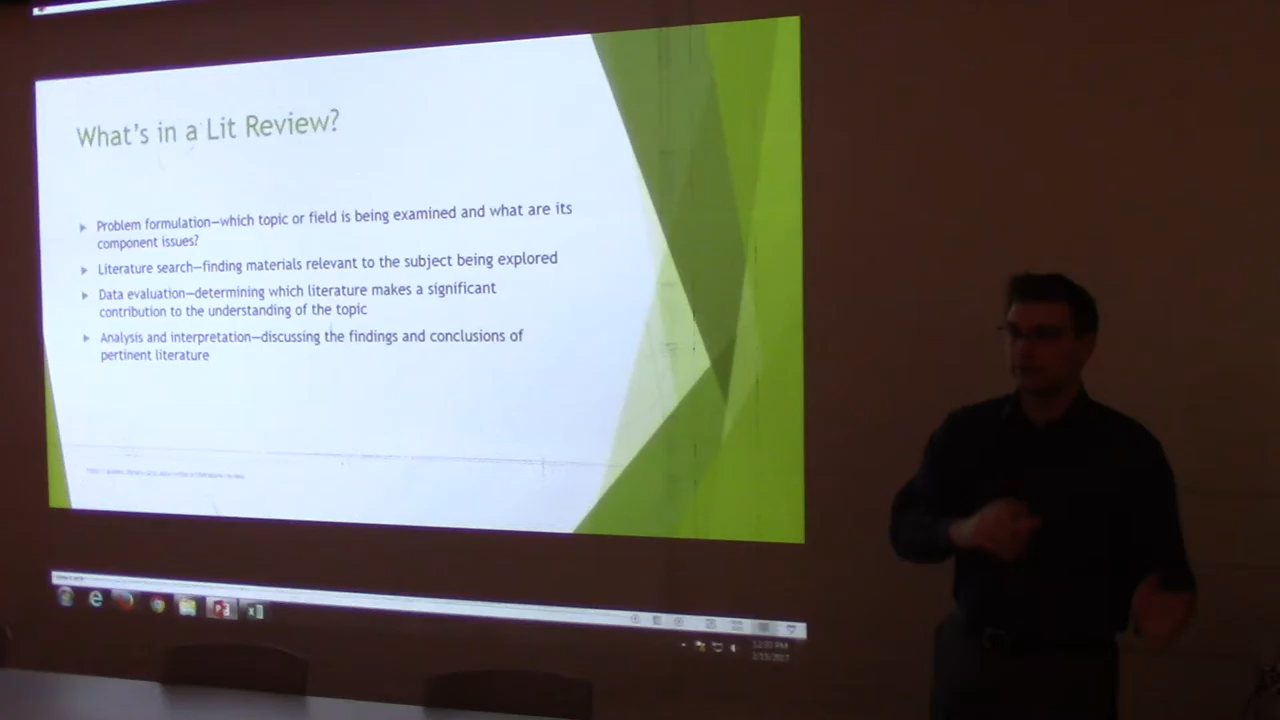 What's in a Lit Review?
Problem formulation—which topic or field is being examined and what are its
component issues?
Literature search—finding materials relevant to the subject being explored
Data evaluation—determining which literature makes a significant
contribution to the understanding of the topic
Analysis and interpretation—discussing the findings and conclusions of
pertinent literature